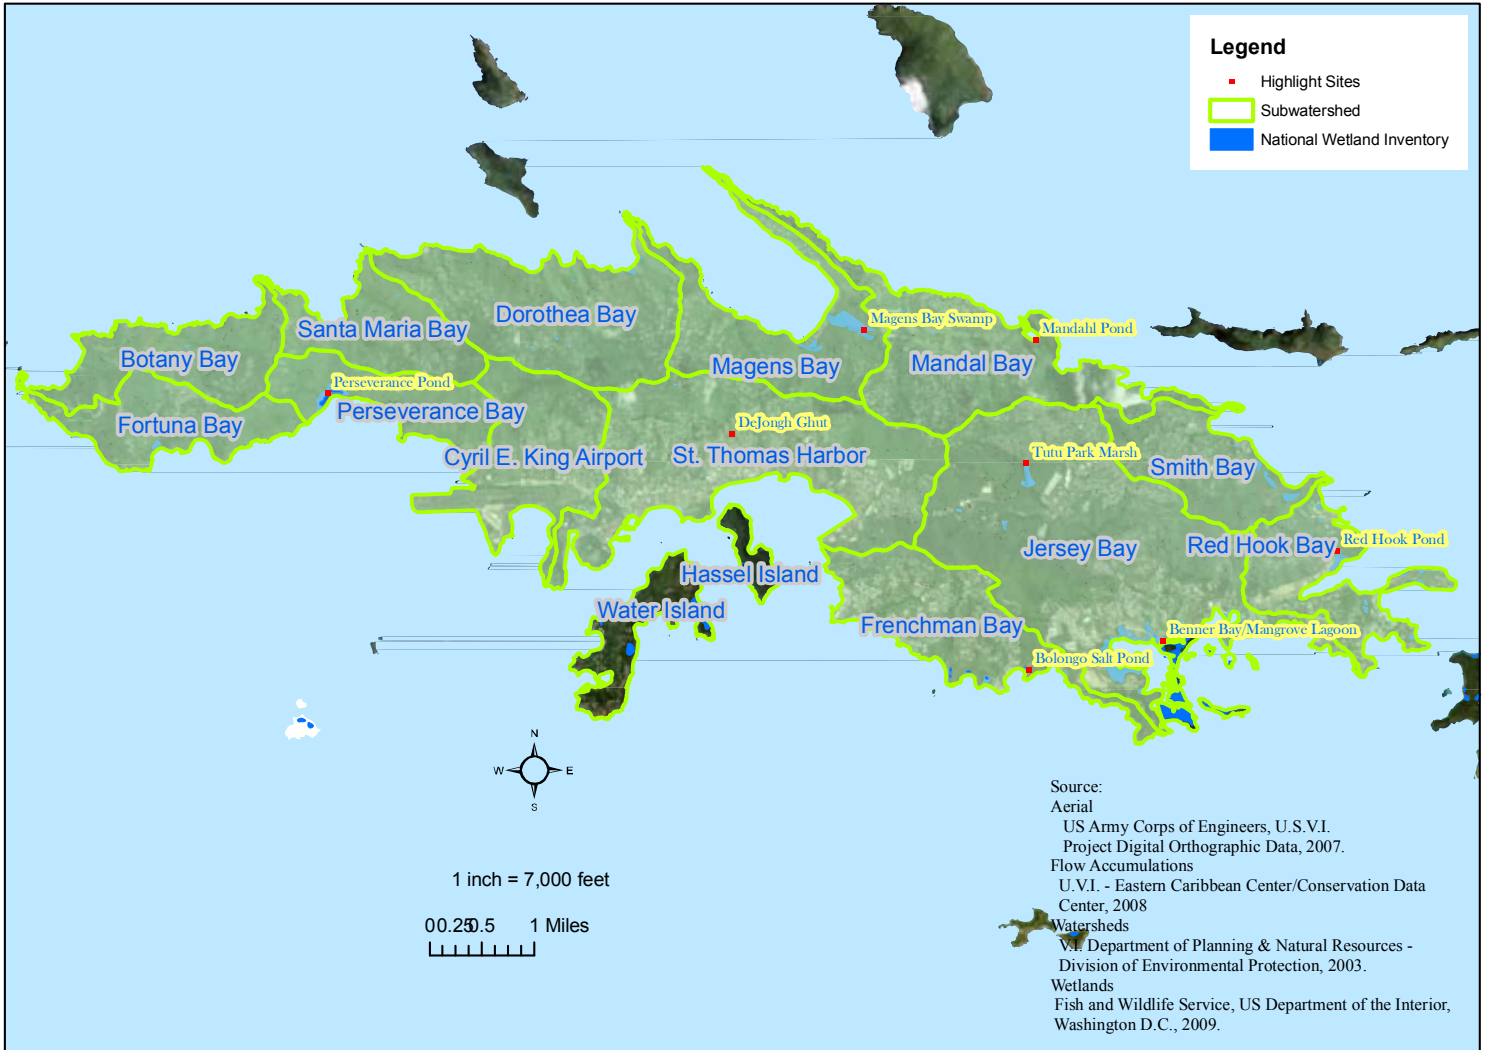 Legend
Highlight Sites
Subwatershed
National Wetland Inventory
Magens Bay Swamp
Mandahl Pond
Dorothea Bay
Santa Maria Bay
Botany Bay
Magens Bay
Mandal Bay
Perseverance Pond
Perseverance Bay
Fortuna Bay
DeJongh Ghut
Cyril E. King Airport
St. Thomas Harbor
Tutu Park Marsh
Smith Bay
Jersey Bay
Red Hook Bay
Red Hook Pond
Hassel Island
Water Island
Frenchman Bay
Benner Bay/Mangrove Lagoon
Bolongo Salt Pond
N
W E
S
1 inch = 7,000 feet
0 0.25 0.5 1 Miles
Source:
Aerial
US Army Corps of Engineers, U.S.V.I.
Project Digital Orthographic Data, 2007.
Flow Accumulations
U.V.I. - Eastern Caribbean Center/Conservation Data
Center, 2008
Watersheds
V.I. Department of Planning & Natural Resources -
Division of Environmental Protection, 2003.
Wetlands
Fish and Wildlife Service, US Department of the Interior,
Washington D.C., 2009.